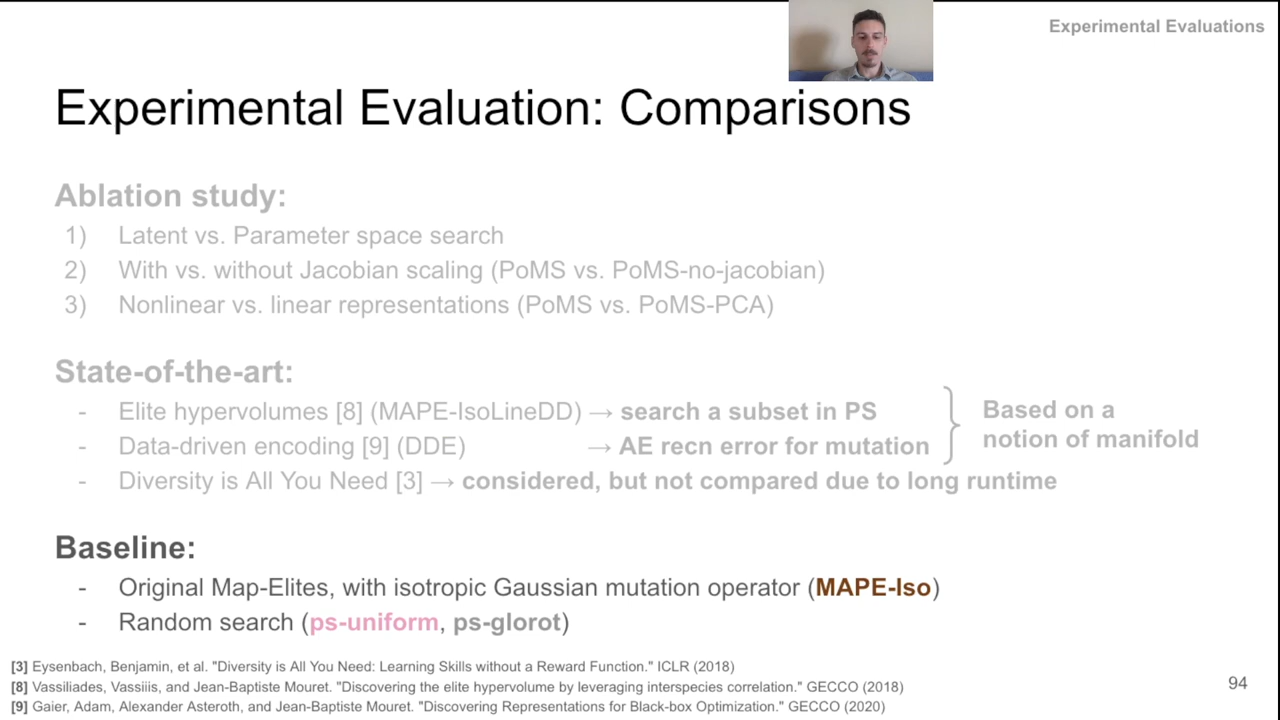 Experimental Evaluations
Experimental Evaluation: Comparisons
Ablation study:
1) Latent vs. Parameter space search
2) With vs. without Jacobian scaling (PoMS vs. PoMS-no-jacobian)
3) Nonlinear vs. linear representations (PoMS vs. PoMS-PCA)
State-of-the-art:
- Elite hypervolumes [8] (MAPE-IsoLineDD) → search a subset in PS
- Data-driven encoding [9] (DDE) → AE recn error for mutation
Based on a
notion of manifold
- Diversity is All You Need [3] → considered, but not compared due to long runtime
Baseline:
- Original Map-Elites, with isotropic Gaussian mutation operator (MAPE-Iso)
- Random search (ps-uniform, ps-glorot)
[3] Eysenbach, Benjamin, et al. "Diversity is All You Need: Learning Skills without a Reward Function." ICLR (2018)
[8] Vassiliades, Vassiiis, and Jean-Baptiste Mouret. "Discovering the elite hypervolume by leveraging interspecies correlation." GECCO (2018)
[9] Gaier, Adam, Alexander Asteroth, and Jean-Baptiste Mouret. "Discovering Representations for Black-box Optimization." GECCO (2020)
94